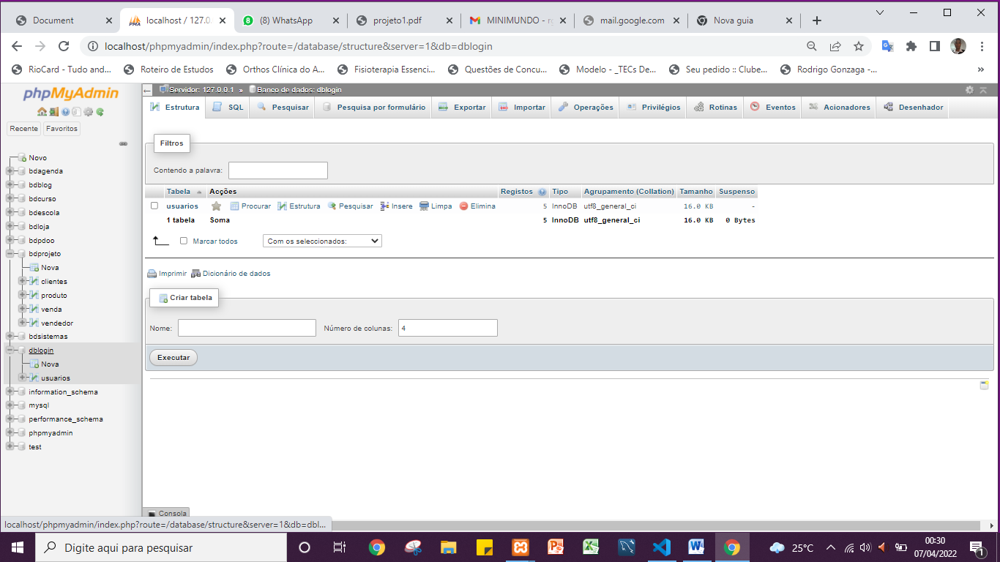 Document
localhost / 127.0.
(8) WhatsApp
projeto1.pdf
MINIMUNDO - rg
mail.google.com
Nova guia
localhost/phpmyadmin/index.php?route=/database/structure&server=1&db=dblogin
RioCard - Tudo and...
Roteiro de Estudos
Orthos Clínica do A...
Fisioterapia Essenci...
Questões de Concu...
Modelo - _TECs De...
Seu pedido :: Clube...
Rodrigo Gonzaga -...
»
phpMyAdmin
Recente
Favoritos
Novo
bdagenda
bdblog
bdcurso
bdescola
bdloja
bdpdoo
bdprojeto
Nova
clientes
produto
venda
vendedor
bdsistemas
dblogin
Nova
usuarios
information_schema
mysql
performance_schema
phpmyadmin
test
Servidor: 127.0.0.1 » Banco de dados: dblogin
Estrutura SQL Pesquisar Pesquisa por formulário Exportar Importar Operações Privilégios Rotinas Eventos Acionadores Desenhador
Filtros
Contendo a palavra:
Tabela Acções Registos Tipo Agrupamento (Collation) Tamanho Suspenso
usuarios Procurar Estrutura Pesquisar Insere Limpa Elimina 5 InnoDB utf8_general_ci 16.0 KB -
1 tabela Soma 5 InnoDB utf8_general_ci 16.0 KB 0 Bytes
Marcar todos Com os seleccionados:
Imprimir Dicionário de dados
Criar tabela
Nome: Número de colunas: 4
Executar
Consola
localhost/phpmyadmin/index.php?route=/database/structure&server=1&db=dbl...
Digite aqui para pesquisar
25°C
00:30
07/04/2022
1